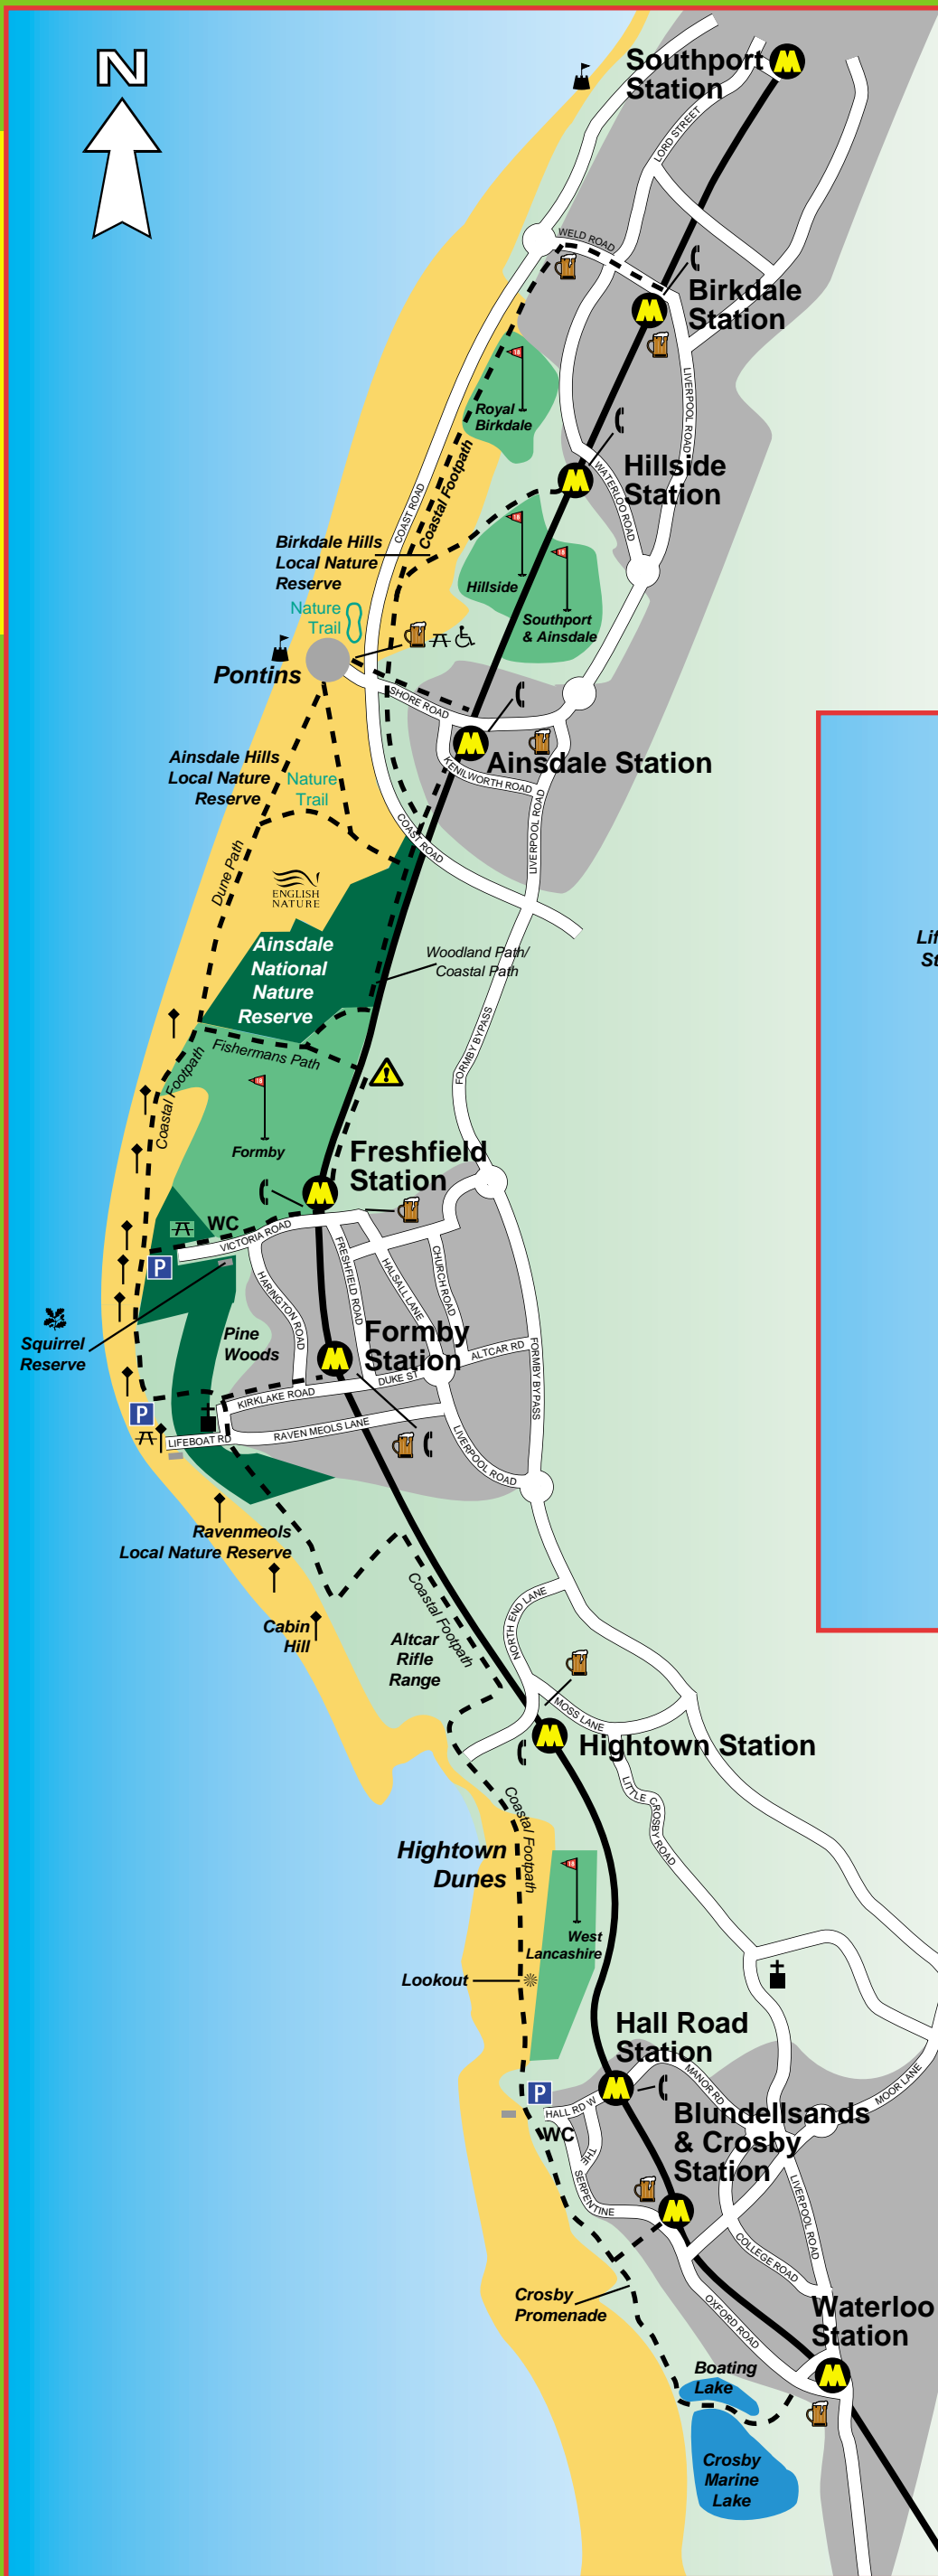 N
Southport
Station
LORD STREET
WELD ROAD
Birkdale
Station
Royal
Birkdale
LIVERPOOL ROAD
COAST ROAD
Coastal Footpath
Hillside
Station
WATERLOO ROAD
Birkdale Hills
Local Nature
Reserve
Hillside
Nature
Trail
Southport
& Ainsdale
Pontins
SHORE ROAD
Ainsdale Station
KENILWORTH ROAD
Ainsdale Hills
Local Nature
Reserve
Nature
Trail
COAST ROAD
LIVERPOOL ROAD
Dune Path
ENGLISH
NATURE
Ainsdale
National
Nature
Reserve
Woodland Path/
Coastal Path
Lif
St
FORMBY BYPASS
Fishermans Path
Coastal Footpath
Formby
Freshfield
Station
WC
VICTORIA ROAD
P
HARINGTON ROAD
FRESHFIELD ROAD
HALSALL LANE
CHURCH ROAD
Squirrel
Reserve
Pine
Woods
Formby
Station
ALTCAR RD
FORMBY BYPASS
DUKE ST
KIRKLAKE ROAD
P
LIFEBOAT RD
RAVEN MEOLS LANE
LIVERPOOL ROAD
Ravenmeols
Local Nature Reserve
Cabin
Hill
Coastal Footpath
Altcar
Rifle
Range
NORTH END LANE
MOSS LANE
Hightown Station
LITTLE CROSBY ROAD
Coastal Footpath
Hightown
Dunes
West
Lancashire
Lookout
Hall Road
Station
P
MANOR RD
MOOR LANE
HALL RD W
WC
Blundellsands
& Crosby
Station
THE
SERPENTINE
LIVERPOOL ROAD
COLLEGE ROAD
Crosby
Promenade
OXFORD ROAD
Waterloo
Station
Boating
Lake
Crosby
Marine
Lake